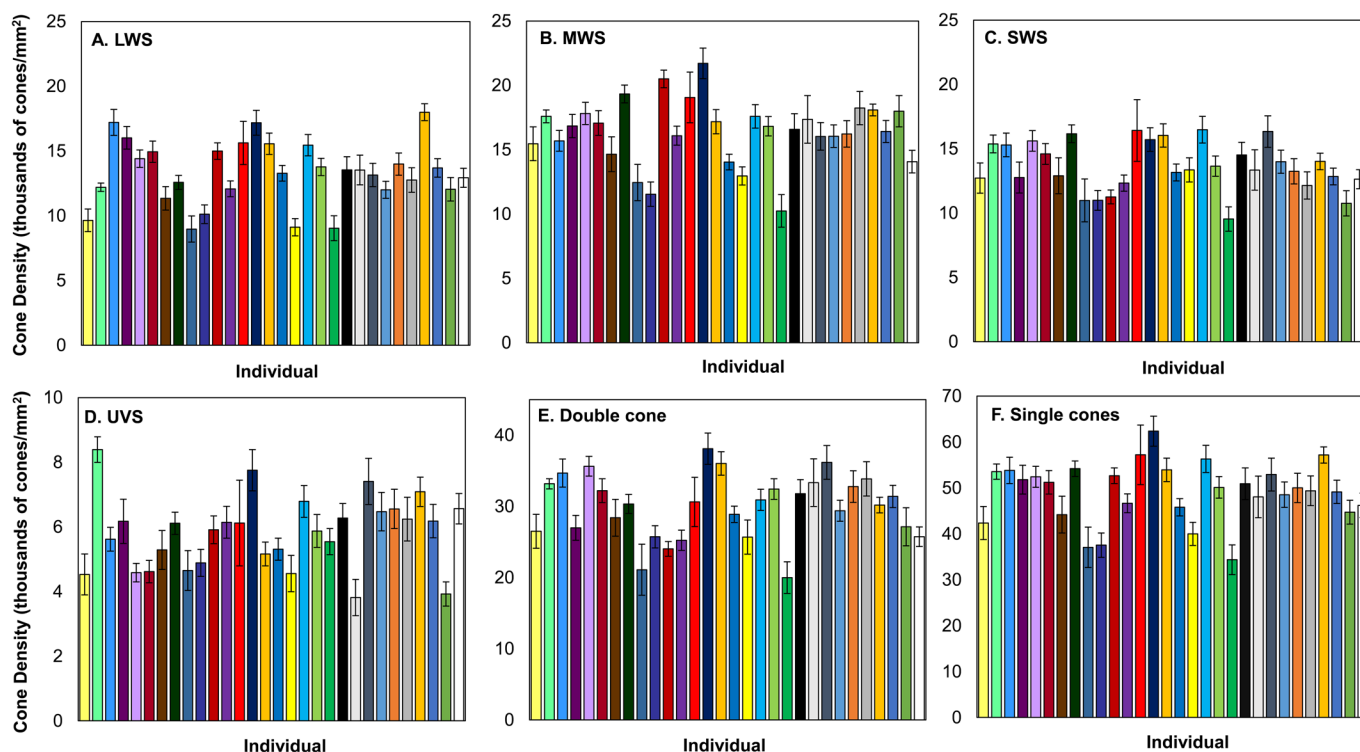 Cone Density (thousands of cones/mm²)
A. LWS
25
20
15
10
5
0
Individual
B. MWS
25
20
15
10
5
0
Individual
C. SWS
25
20
15
10
5
0
Individual
Cone Density (thousands of cones/mm²)
D. UVS
10
8
6
4
2
0
Individual
E. Double cone
40
30
20
10
0
Individual
F. Single cones
70
60
50
40
30
20
10
0
Individual